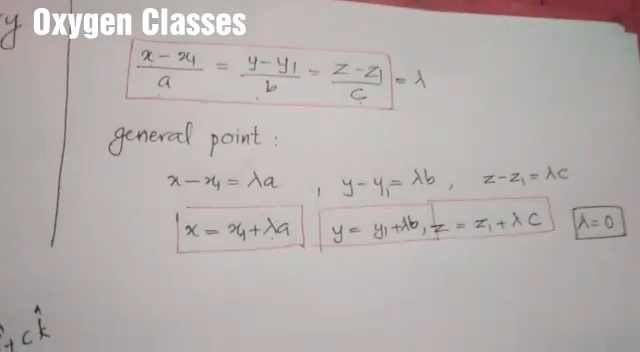 y Oxygen Classes
(x - x₁)/a = (y - y₁)/b = (z - z₁)/c = λ
general point :
x - x₁ = λa , y - y₁ = λb , z - z₁ = λc
x = x₁ + λa y = y₁ + λb, z = z₁ + λc λ = 0
+ c k̂